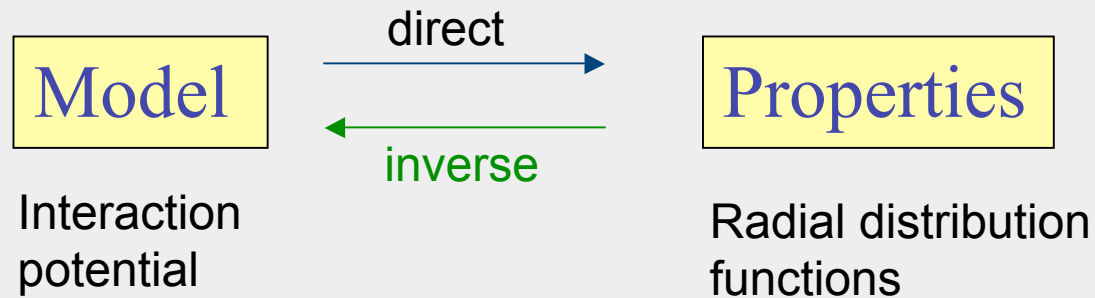 direct
Model
Properties
inverse
Interaction
potential
Radial distribution
functions